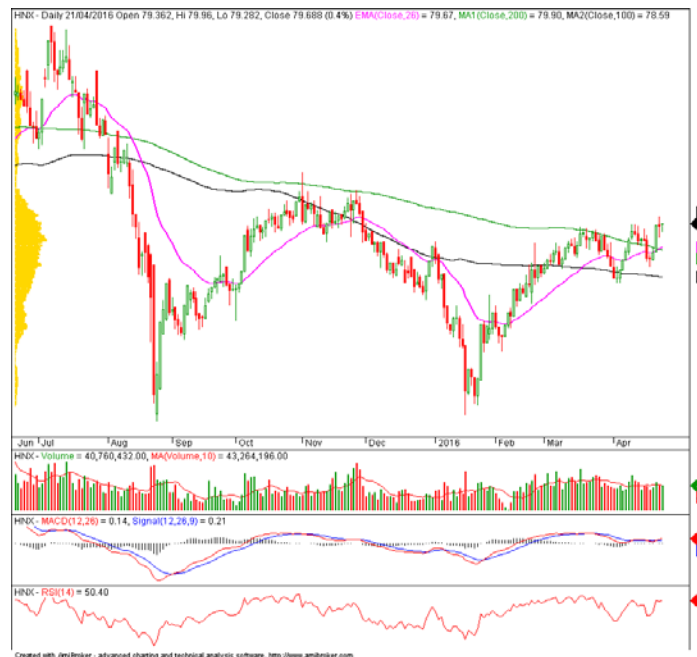 HNX - Daily 21/04/2016 Open 79.362, Hi 79.96, Lo 79.282, Close 79.688 (0.4%) EMA(Close,26) = 79.67, MA1(Close,200) = 79.90, MA2(Close,100) = 78.59
Jun Jul Aug Sep Oct Nov Dec 2016 Feb Mar Apr
HNX - Volume = 40,760,432.00, MA(Volume,10) = 43,264,196.00
HNX - MACD(12,26) = 0.14, Signal(12,26,9) = 0.21
HNX - RSI(14) = 50.40
Created with AmiBroker - advanced charting and technical analysis software. http://www.amibroker.com